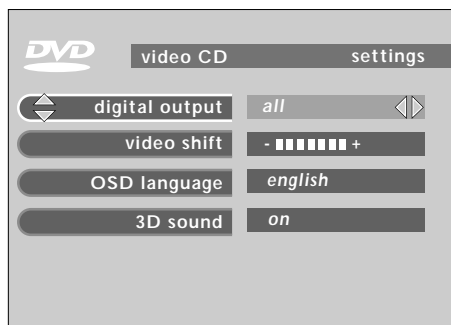 DVD
video CD settings
digital output all
video shift - +
OSD language english
3D sound on